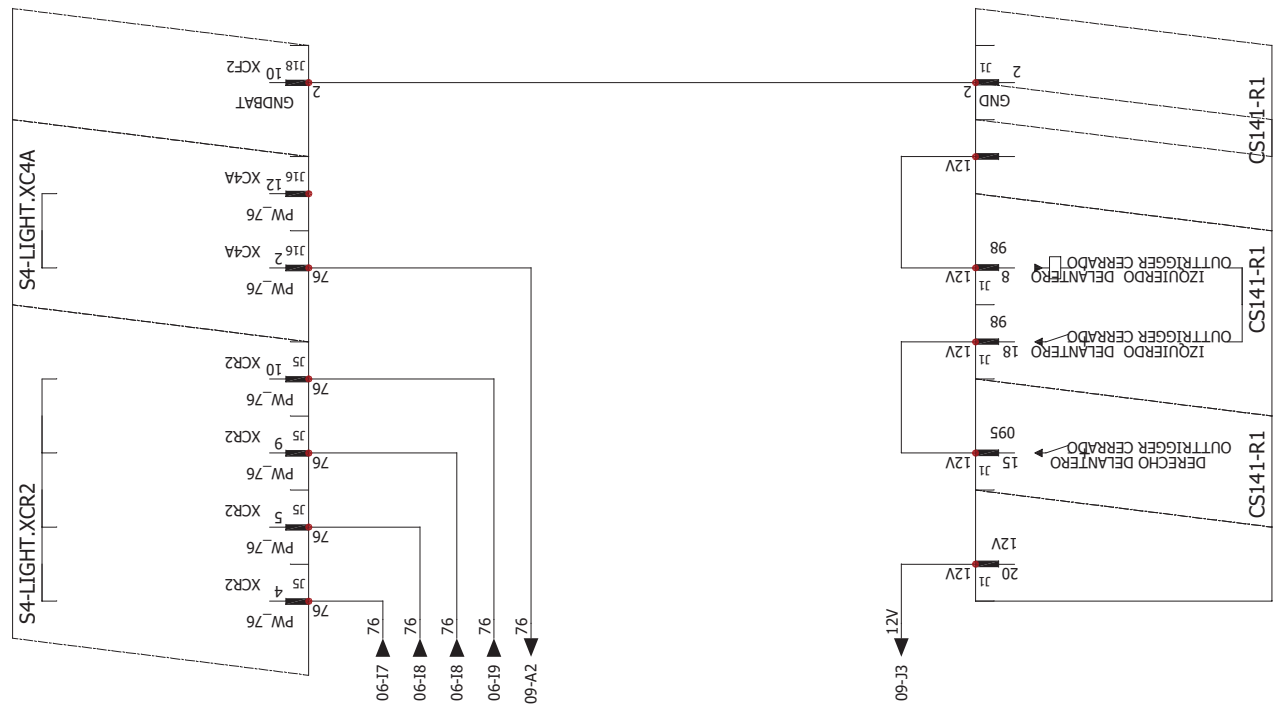 S4-LIGHT.XC4A
S4-LIGHT.XCR2
XCF2
10
J18
GNDBAT
2
XC4A
12
J16
PW_76
XC4A
2
J16
PW_76
76
XCR2
10
J5
PW_76
76
XCR2
9
J5
PW_76
76
XCR2
5
J5
PW_76
76
XCR2
4
J5
PW_76
76
76
76
76
76
76
06-I7
06-I8
06-I8
06-I9
09-A2
12V
09-J3
CS141-R1
J1
2
2
GND
12V
CS141-R1
98
12V
J1
8
OUTTRIGGER CERRADO
IZQUIERDO DELANTERO
98
12V
J1
18
OUTTRIGGER CERRADO
IZQUIERDO DELANTERO
CS141-R1
095
12V
J1
15
OUTTRIGGER CERRADO
DERECHO DELANTERO
12V
12V
J1
20